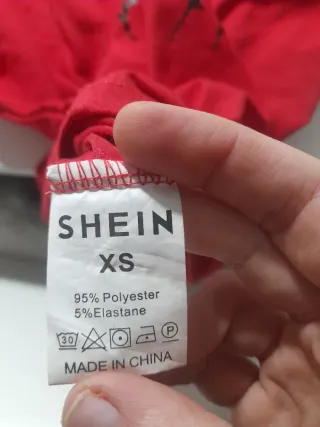 SHEIN
XS
95% Polyester
5%Elastane
30 P
MADE IN CHINA